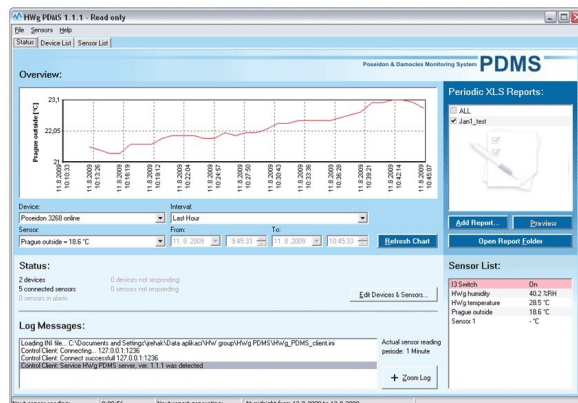 HWg PDMS 1.1.1 - Read only
File Sensors Help
Status Device List Sensor List
Poseidon & Damocles Monitoring System PDMS
Overview:
Prague outside [°C]
23,1
22,05
21
11.8.2009 10:10:33
10:13:26
11.8.2009 10:16:19
11.8.2009 10:19:12
11.8.2009 10:22:04
11.8.2009 10:24:57
11.8.2009 10:27:50
11.8.2009 10:30:43
11.8.2009 10:33:36
11.8.2009 10:36:28
11.8.2009 10:39:21
11.8.2009 10:42:14
11.8.2009 10:45:07
Device:
Poseidon 3268 online
Interval:
Last Hour
Sensor:
Prague outside = 18.6 °C
From:
11. 8. 2009 9:45:33
To:
11. 8. 2009 10:45:33
Refresh Chart
Periodic XLS Reports:
ALL
Jan1_test
Add Report... Preview
Open Report Folder
Status:
2 devices 0 devices not responding
5 connected sensors 0 sensors not responding
0 sensors in alarm
Edit Devices & Sensors...
Sensor List:
I3 Switch On
HWg humidity 40.2 %RH
HWg temperature 28.5 °C
Prague outside 18.6 °C
Sensor 1 - °C
Log Messages:
Loading INI file... C:\Documents and Settings\rehak\Data aplikací\HW group\HWg PDMS\HWg_PDMS_client.ini
Control Client: Connecting... 127.0.0.1:1236
Control Client: Connect successfull 127.0.0.1:1236
Control Client: Service HWg PDMS server, ver. 1.1.1 was detected
Actual sensor reading
periode: 1 Minute
+ Zoom Log